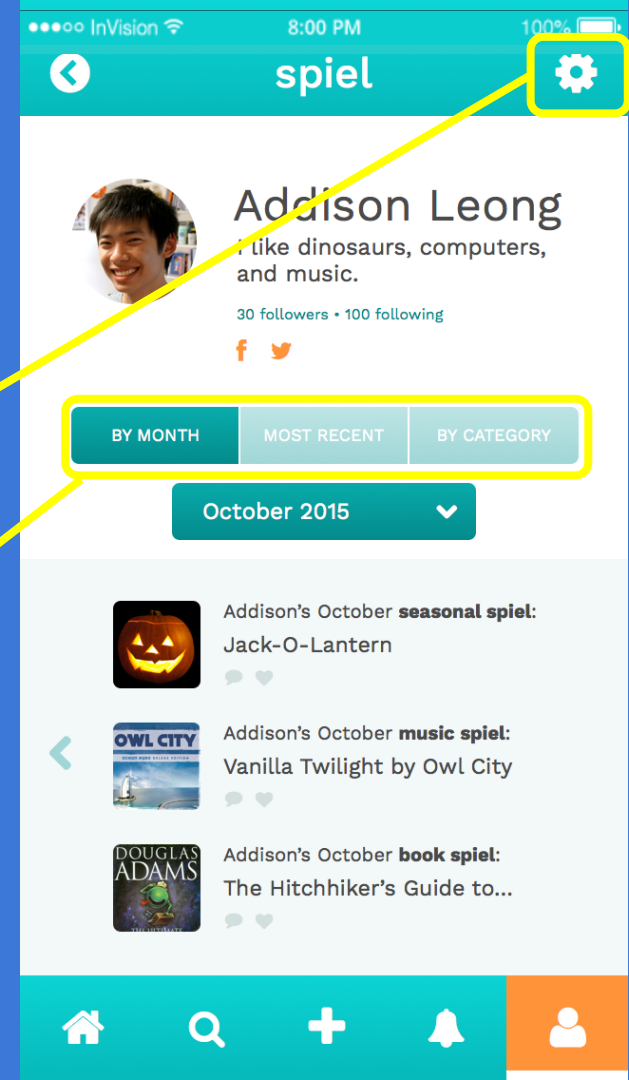 InVision 8:00 PM 100%
spiel
Addison Leong
I like dinosaurs, computers,
and music.
30 followers • 100 following
BY MONTH MOST RECENT BY CATEGORY
October 2015
Addison’s October seasonal spiel:
Jack-O-Lantern
OWL CITY
Addison’s October music spiel:
Vanilla Twilight by Owl City
DOUGLAS
ADAMS
Addison’s October book spiel:
The Hitchhiker’s Guide to...